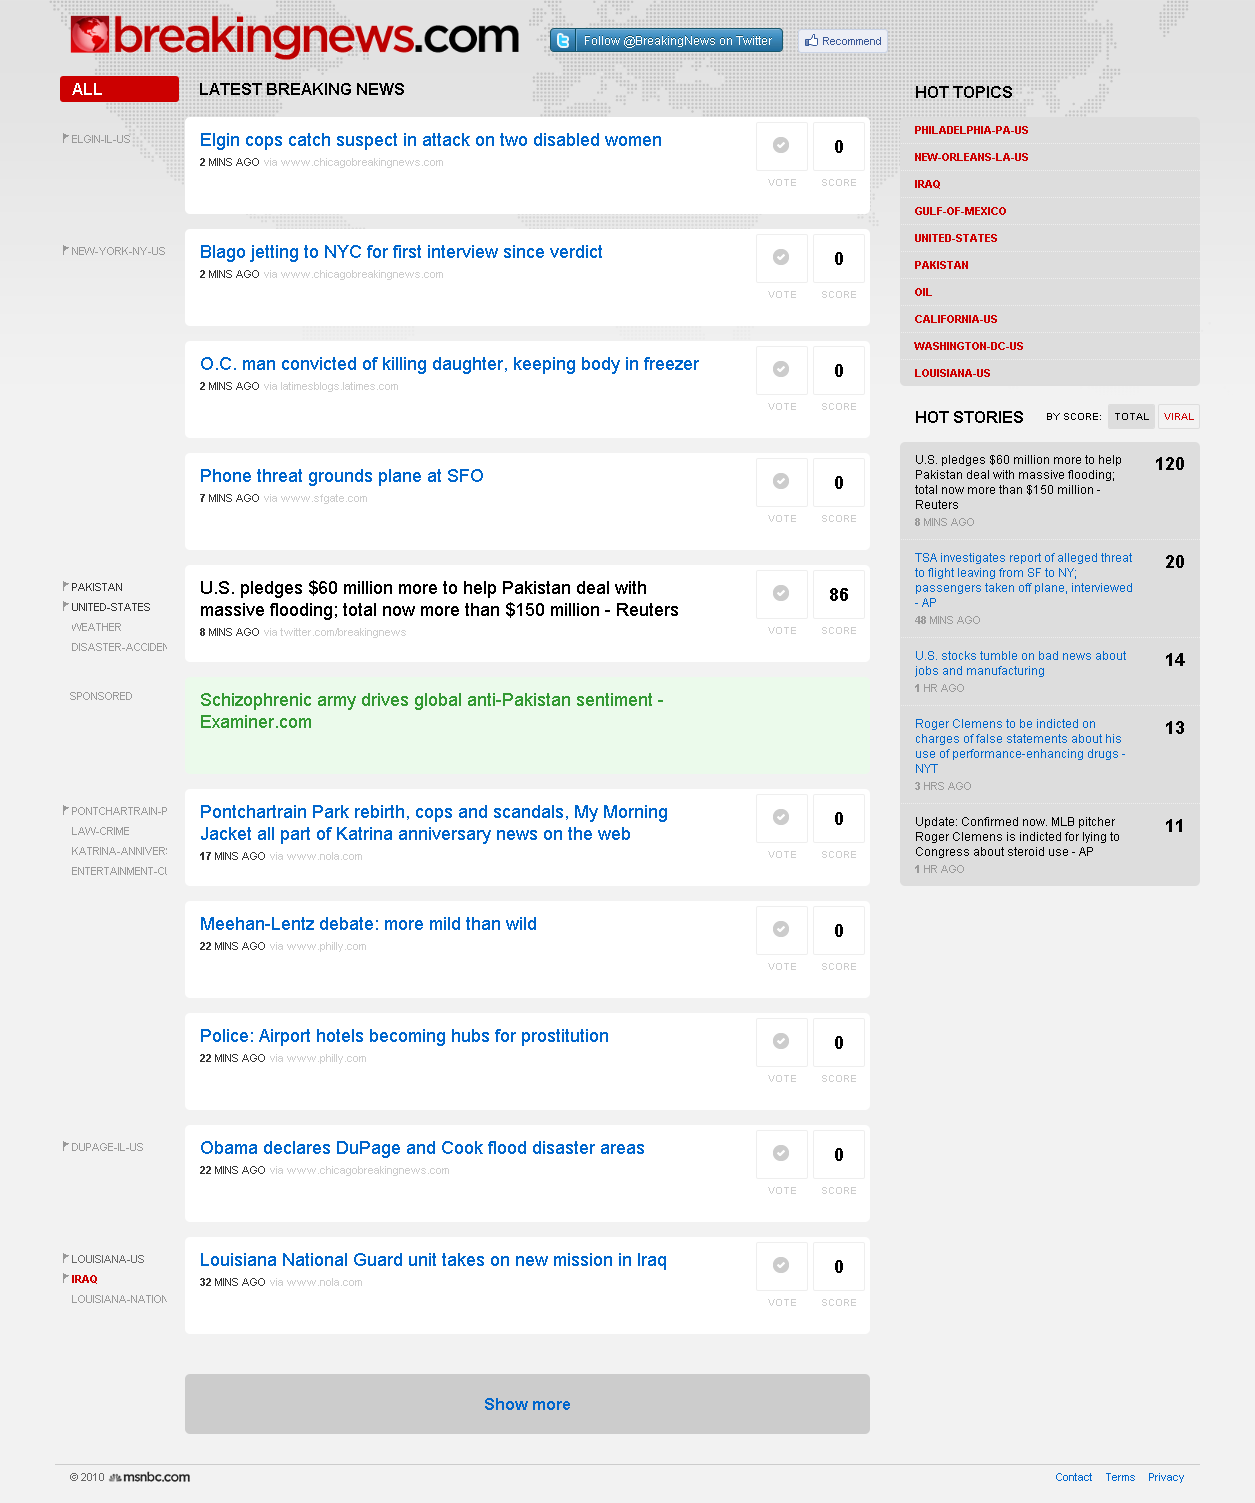 breakingnews.com
Follow @BreakingNews on Twitter
Recommend
ALL
LATEST BREAKING NEWS
ELGIN-IL-US
Elgin cops catch suspect in attack on two disabled women
2 MINS AGO via www.chicagobreakingnews.com
0
VOTE SCORE
NEW-YORK-NY-US
Blago jetting to NYC for first interview since verdict
2 MINS AGO via www.chicagobreakingnews.com
0
VOTE SCORE
O.C. man convicted of killing daughter, keeping body in freezer
2 MINS AGO via latimesblogs.latimes.com
0
VOTE SCORE
Phone threat grounds plane at SFO
7 MINS AGO via www.sfgate.com
0
VOTE SCORE
PAKISTAN
UNITED-STATES
WEATHER
DISASTER-ACCIDEN
U.S. pledges $60 million more to help Pakistan deal with
massive flooding; total now more than $150 million - Reuters
8 MINS AGO via twitter.com/breakingnews
86
VOTE SCORE
SPONSORED
Schizophrenic army drives global anti-Pakistan sentiment -
Examiner.com
PONTCHARTRAIN-P
LAW-CRIME
KATRINA-ANNIVER
ENTERTAINMENT-CU
Pontchartrain Park rebirth, cops and scandals, My Morning
Jacket all part of Katrina anniversary news on the web
17 MINS AGO via www.nola.com
0
VOTE SCORE
Meehan-Lentz debate: more mild than wild
22 MINS AGO via www.philly.com
0
VOTE SCORE
Police: Airport hotels becoming hubs for prostitution
22 MINS AGO via www.philly.com
0
VOTE SCORE
DUPAGE-IL-US
Obama declares DuPage and Cook flood disaster areas
22 MINS AGO via www.chicagobreakingnews.com
0
VOTE SCORE
LOUISIANA-US
IRAQ
LOUISIANA-NATION
Louisiana National Guard unit takes on new mission in Iraq
32 MINS AGO via www.nola.com
0
VOTE SCORE
Show more
HOT TOPICS
PHILADELPHIA-PA-US
NEW-ORLEANS-LA-US
IRAQ
GULF-OF-MEXICO
UNITED-STATES
PAKISTAN
OIL
CALIFORNIA-US
WASHINGTON-DC-US
LOUISIANA-US
HOT STORIES BY SCORE: TOTAL VIRAL
U.S. pledges $60 million more to help
Pakistan deal with massive flooding;
total now more than $150 million -
Reuters
8 MINS AGO
120
TSA investigates report of alleged threat
to flight leaving from SF to NY;
passengers taken off plane, interviewed
- AP
48 MINS AGO
20
U.S. stocks tumble on bad news about
jobs and manufacturing
1 HR AGO
14
Roger Clemens to be indicted on
charges of false statements about his
use of performance-enhancing drugs -
NYT
3 HRS AGO
13
Update: Confirmed now. MLB pitcher
Roger Clemens is indicted for lying to
Congress about steroid use - AP
1 HR AGO
11
© 2010 msnbc.com
Contact Terms Privacy